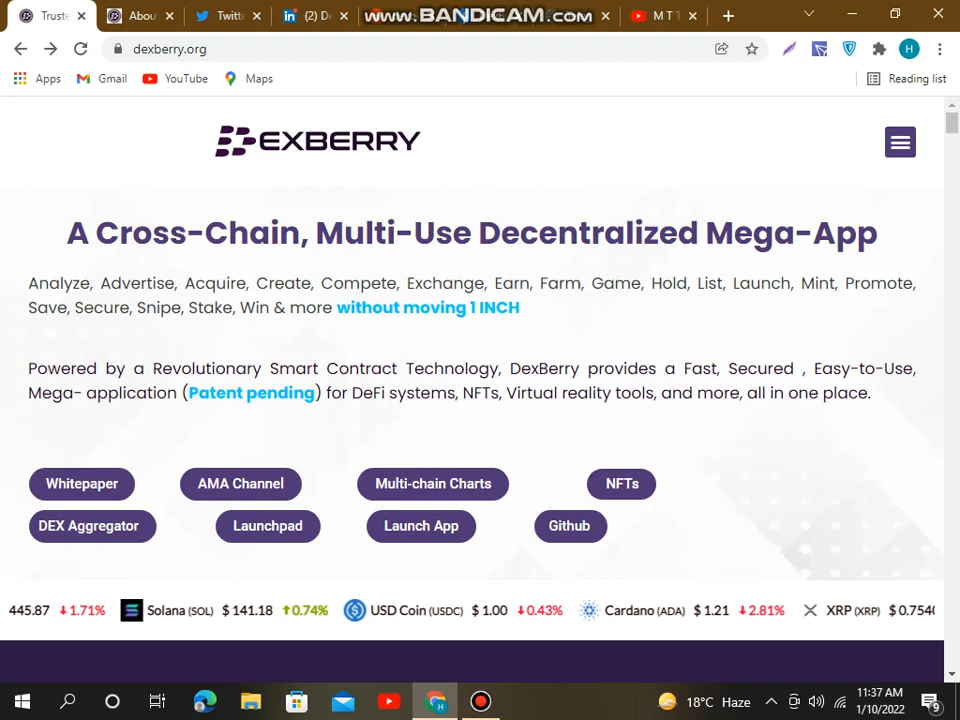 Truste
Abou
Twitt
(2) D
www.BANDICAM.com
M T T
dexberry.org
H
Apps
Gmail
YouTube
Maps
Reading list
EXBERRY
A Cross-Chain, Multi-Use Decentralized Mega-App
Analyze, Advertise, Acquire, Create, Compete, Exchange, Earn, Farm, Game, Hold, List, Launch, Mint, Promote,
Save, Secure, Snipe, Stake, Win & more without moving 1 INCH
Powered by a Revolutionary Smart Contract Technology, DexBerry provides a Fast, Secured , Easy-to-Use,
Mega- application (Patent pending) for DeFi systems, NFTs, Virtual reality tools, and more, all in one place.
Whitepaper AMA Channel Multi-chain Charts NFTs
DEX Aggregator Launchpad Launch App Github
445.87 1.71% Solana (SOL) $ 141.18 0.74% USD Coin (USDC) $ 1.00 0.43% Cardano (ADA) $ 1.21 2.81% XRP (XRP) $ 0.754
18°C Haze
11:37 AM
1/10/2022
9